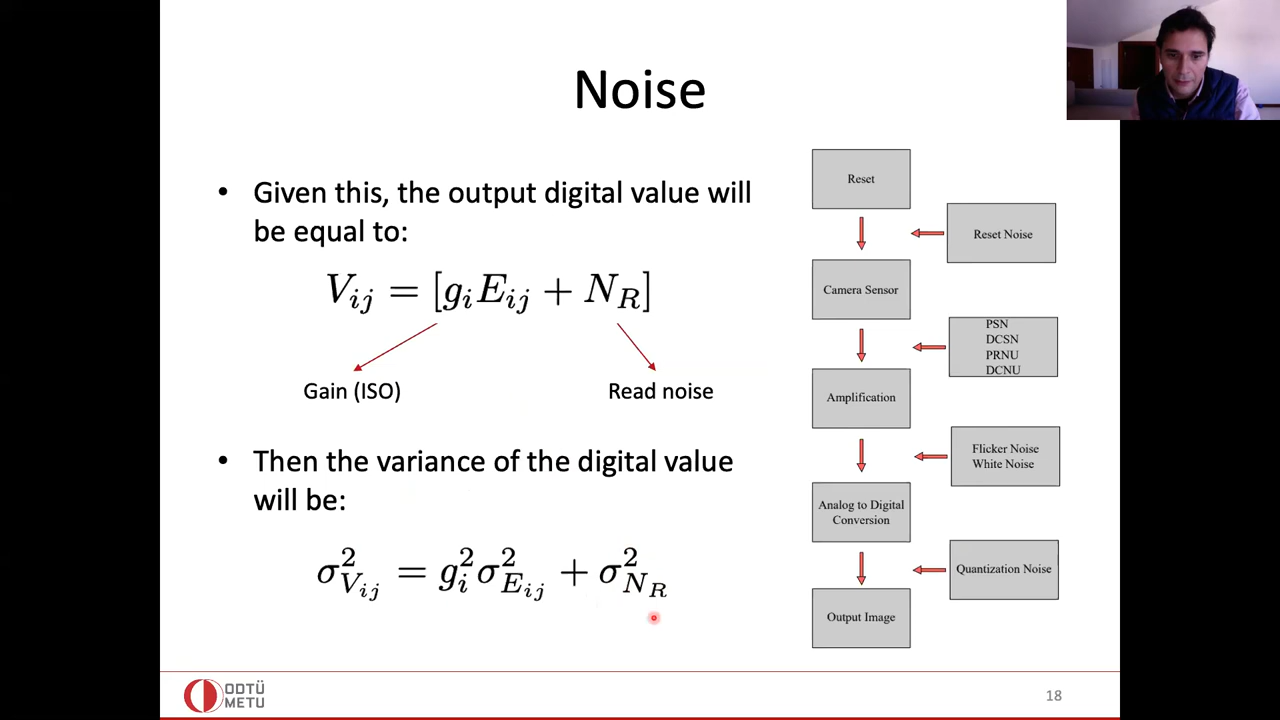 Noise
• Given this, the output digital value will
be equal to:
V_{ij} = [g_i E_{ij} + N_R]
Gain (ISO)
Read noise
• Then the variance of the digital value
will be:
σ²_{V_{ij}} = g_i² σ²_{E_{ij}} + σ²_{N_R}
Reset
Reset Noise
Camera Sensor
PSN
DCSN
PRNU
DCNU
Amplification
Flicker Noise
White Noise
Analog to Digital
Conversion
Quantization Noise
Output Image
ODTÜ
METU
18